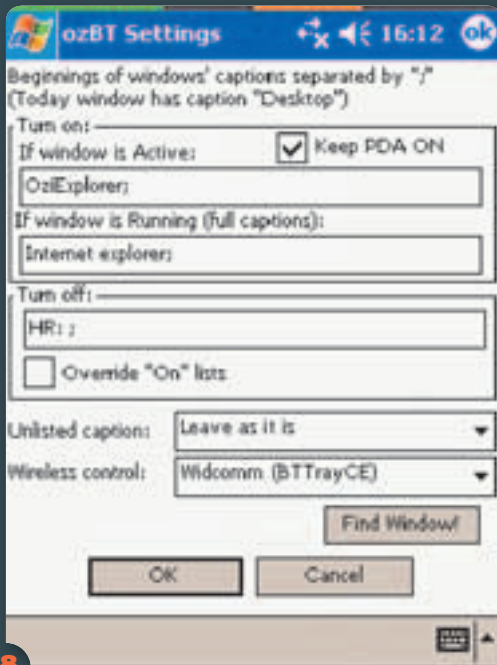 ozBT Settings 16:12 ok
Beginnings of windows' captions separated by ";"
(Today window has caption "Desktop")
Turn on:
If window is Active: Keep PDA ON
OziExplorer;
If window is Running (full captions):
Internet explorer;
Turn off:
HR: ;
Override "On" lists
Unlisted caption: Leave as it is
Wireless control: Widcomm (BTTrayCE)
Find Window!
OK Cancel
8